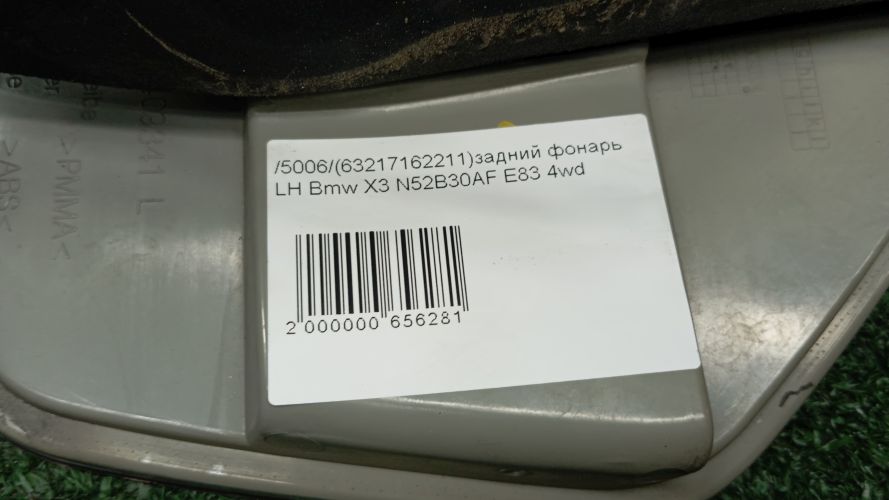 /5006/(63217162211)задний фонарь
LH Bmw X3 N52B30AF E83 4wd
2 000000 656281
>PMMA<
>ABS<